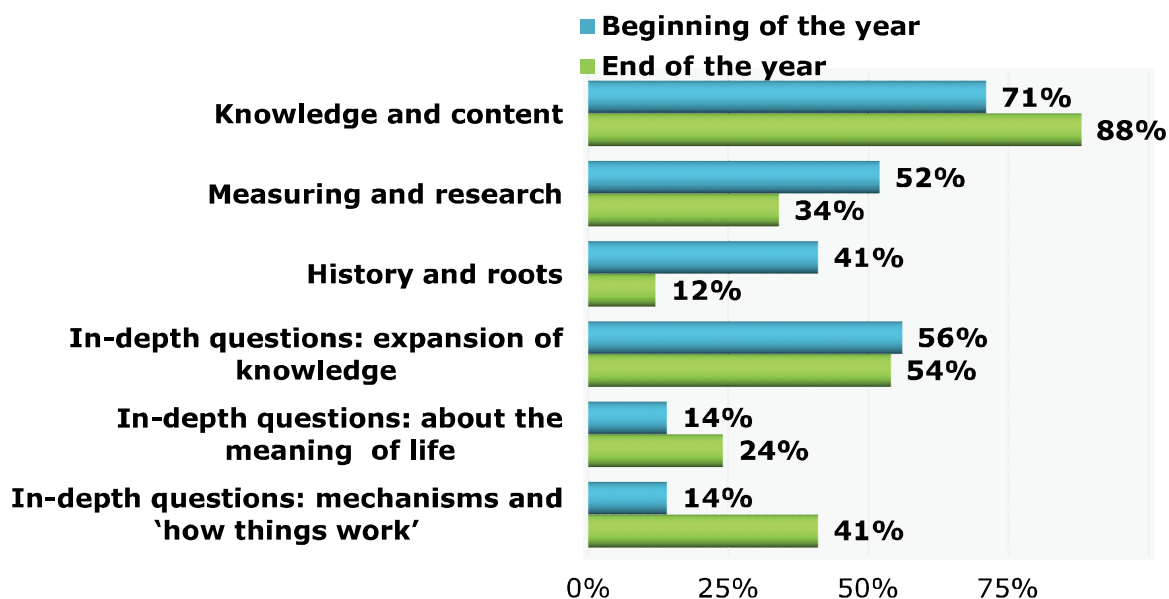 Beginning of the year
End of the year
Knowledge and content
71%
88%
Measuring and research
52%
34%
History and roots
41%
12%
In-depth questions: expansion of
knowledge
56%
54%
In-depth questions: about the
meaning of life
14%
24%
In-depth questions: mechanisms and
‘how things work’
14%
41%
0% 25% 50% 75%